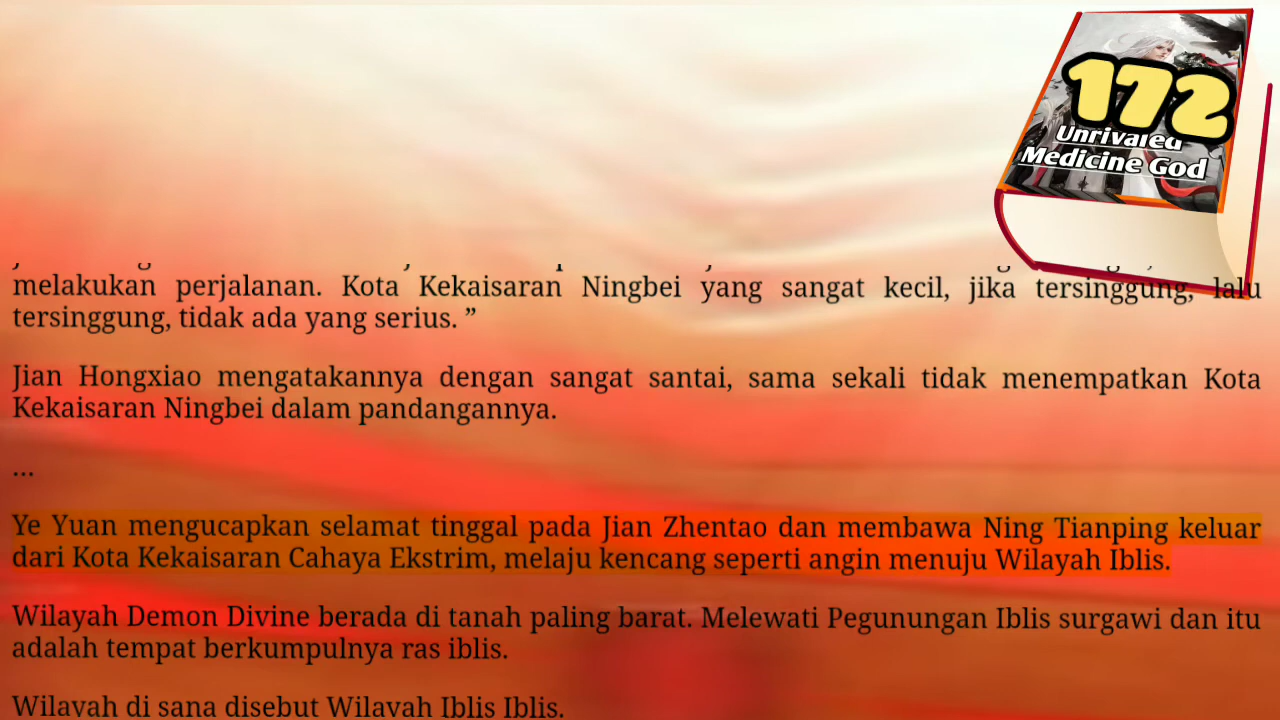 172
Unrivaled
Medicine God
melakukan perjalanan. Kota Kekaisaran Ningbei yang sangat kecil, jika tersinggung, lalu
tersinggung, tidak ada yang serius. ”
Jian Hongxiao mengatakannya dengan sangat santai, sama sekali tidak menempatkan Kota
Kekaisaran Ningbei dalam pandangannya.
...
Ye Yuan mengucapkan selamat tinggal pada Jian Zhentao dan membawa Ning Tianping keluar
dari Kota Kekaisaran Cahaya Ekstrim, melaju kencang seperti angin menuju Wilayah Iblis.
Wilayah Demon Divine berada di tanah paling barat. Melewati Pegunungan Iblis surgawi dan itu
adalah tempat berkumpulnya ras iblis.
Wilayah di sana disebut Wilayah Iblis Iblis.